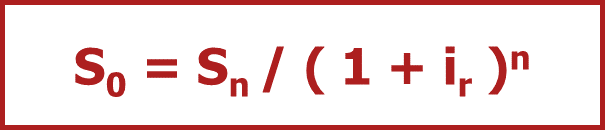 S₀ = Sₙ / ( 1 + iᵣ )ⁿ